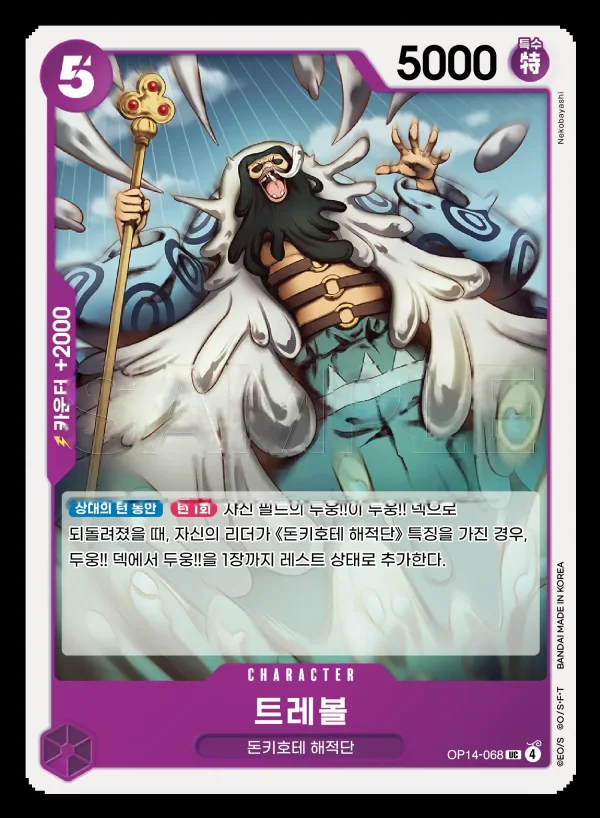 5
5000
특수
特
Nekobayashi
카운터 +2000
SAMPLE
상대의 턴 동안 턴 1회 자신 필드의 두웅!!이 두웅!! 덱으로
되돌려졌을 때, 자신의 리더가 《돈키호테 해적단》 특징을 가진 경우,
두웅!! 덱에서 두웅!!을 1장까지 레스트 상태로 추가한다.
CHARACTER
트레볼
돈키호테 해적단
OP14-068 UC 4
©EO/S ©O/S·F·T BANDAI MADE IN KOREA